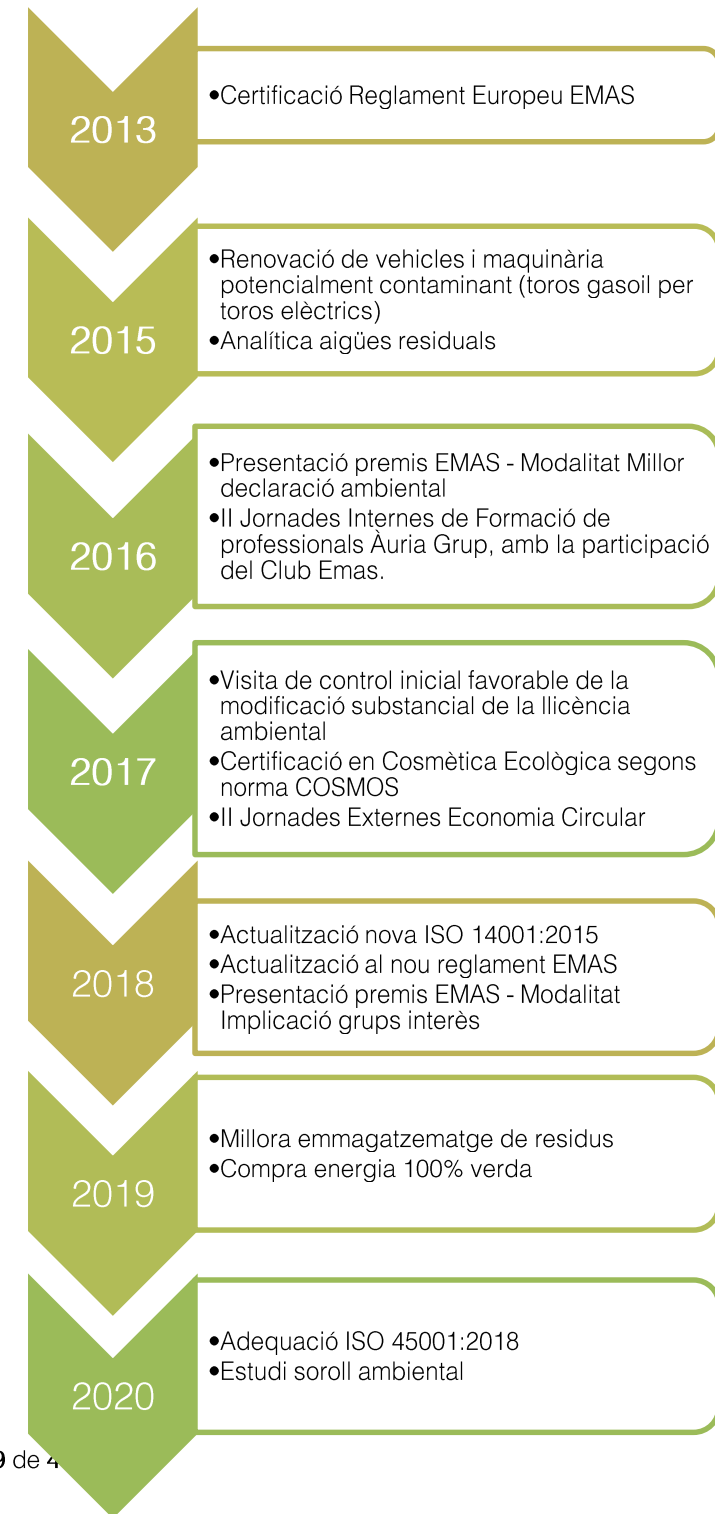 2013
•Certificació Reglament Europeu EMAS
2015
•Renovació de vehicles i maquinària
potencialment contaminant (toros gasoil per
toros elèctrics)
•Analítica aigües residuals
2016
•Presentació premis EMAS - Modalitat Millor
declaració ambiental
•II Jornades Internes de Formació de
professionals Àuria Grup, amb la participació
del Club Emas.
2017
•Visita de control inicial favorable de la
modificació substancial de la llicència
ambiental
•Certificació en Cosmètica Ecològica segons
norma COSMOS
•II Jornades Externes Economia Circular
2018
•Actualització nova ISO 14001:2015
•Actualització al nou reglament EMAS
•Presentació premis EMAS - Modalitat
Implicació grups interès
2019
•Millora emmagatzematge de residus
•Compra energia 100% verda
2020
•Adequació ISO 45001:2018
•Estudi soroll ambiental
9 de 4